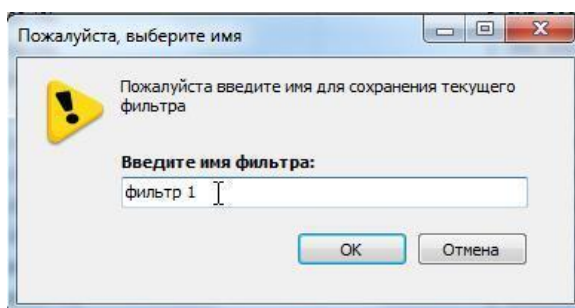 Пожалуйста, выберите имя
Пожалуйста введите имя для сохранения текущего
фильтра
Введите имя фильтра:
фильтр 1
OK
Отмена